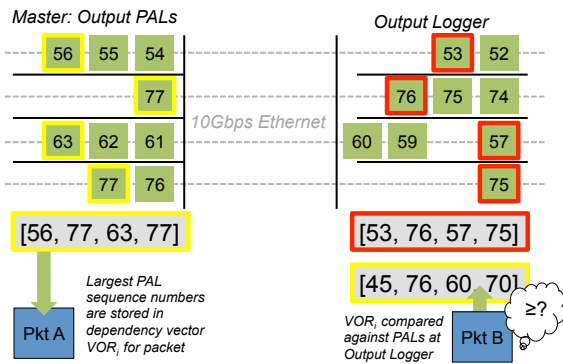 Master: Output PALs
Output Logger
56 55 54
53 52
77
76 75 74
10Gbps Ethernet
63 62 61
60 59 57
77 76
75
[56, 77, 63, 77]
[53, 76, 57, 75]
[45, 76, 60, 70]
Largest PAL
sequence numbers
are stored in
dependency vector
VORi for packet
Pkt A
≥?
VORi compared
against PALs at
Output Logger
Pkt B